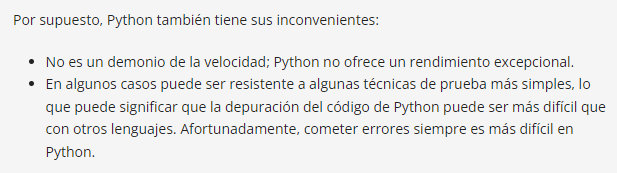 Por supuesto, Python también tiene sus inconvenientes:
• No es un demonio de la velocidad; Python no ofrece un rendimiento excepcional.
• En algunos casos puede ser resistente a algunas técnicas de prueba más simples, lo
que puede significar que la depuración del código de Python puede ser más difícil que
con otros lenguajes. Afortunadamente, cometer errores siempre es más difícil en
Python.